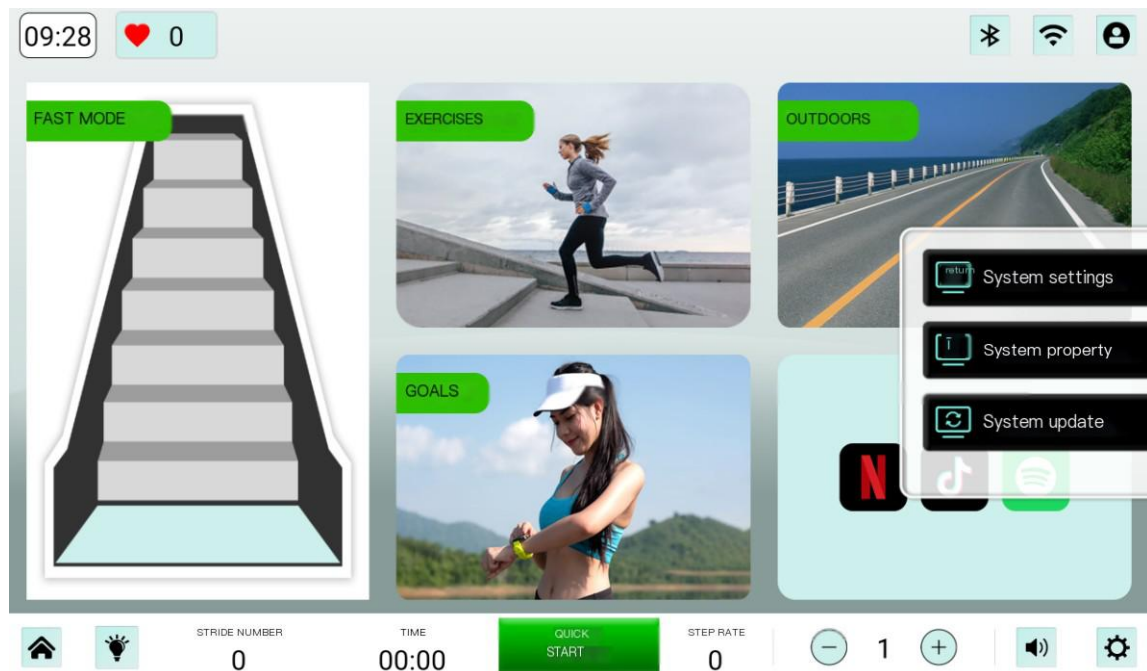 09:28
0
FAST MODE
EXERCISES
OUTDOORS
return
System settings
System property
GOALS
System update
N
STRIDE NUMBER
0
TIME
00:00
QUICK
START
STEP RATE
0
1